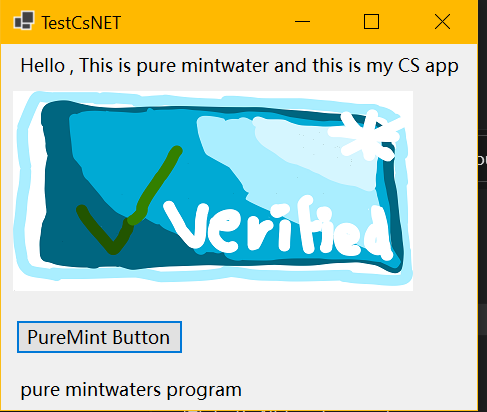 TestCsNET
Hello , This is pure mintwater and this is my CS app
verified
PureMint Button
pure mintwaters program